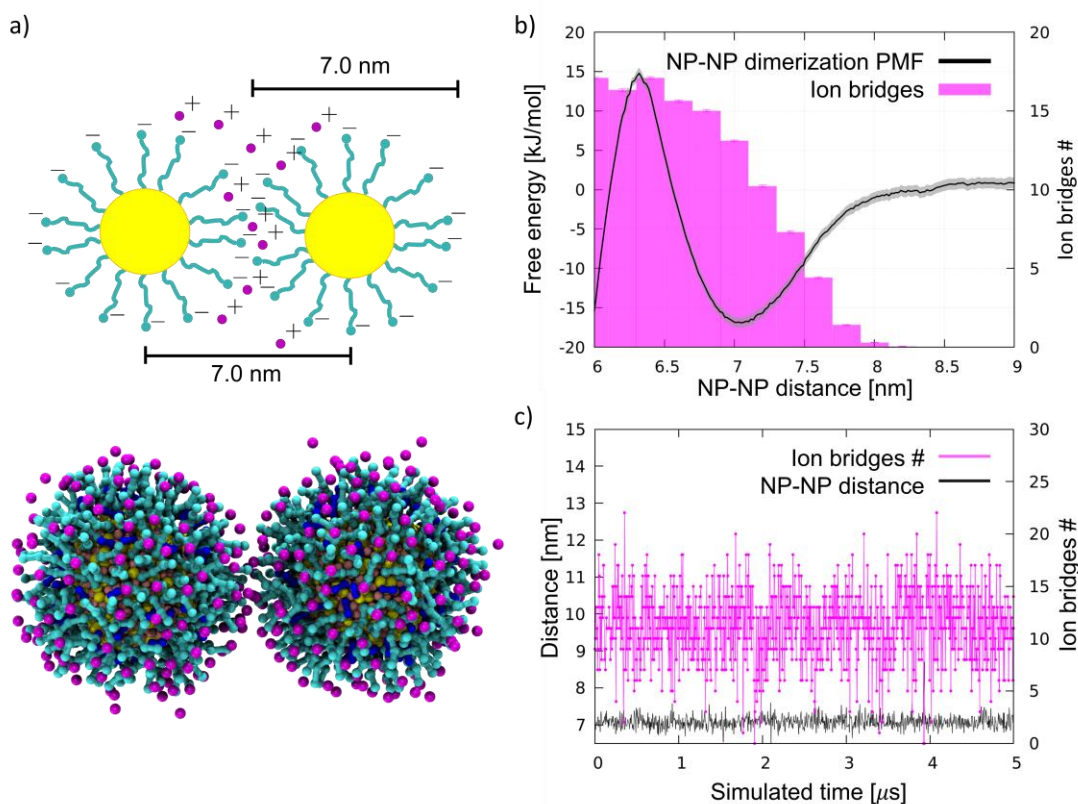 a)
7.0 nm
+
−
7.0 nm
b)
NP-NP dimerization PMF
Ion bridges
Free energy [kJ/mol]
20
15
10
5
0
-5
-10
-15
-20
20
15
10
5
0
Ion bridges #
6 6.5 7 7.5 8 8.5 9
NP-NP distance [nm]
c)
Ion bridges #
NP-NP distance
Distance [nm]
15
14
13
12
11
10
9
8
7
30
25
20
15
10
5
0
Ion bridges #
0 1 2 3 4 5
Simulated time [μs]